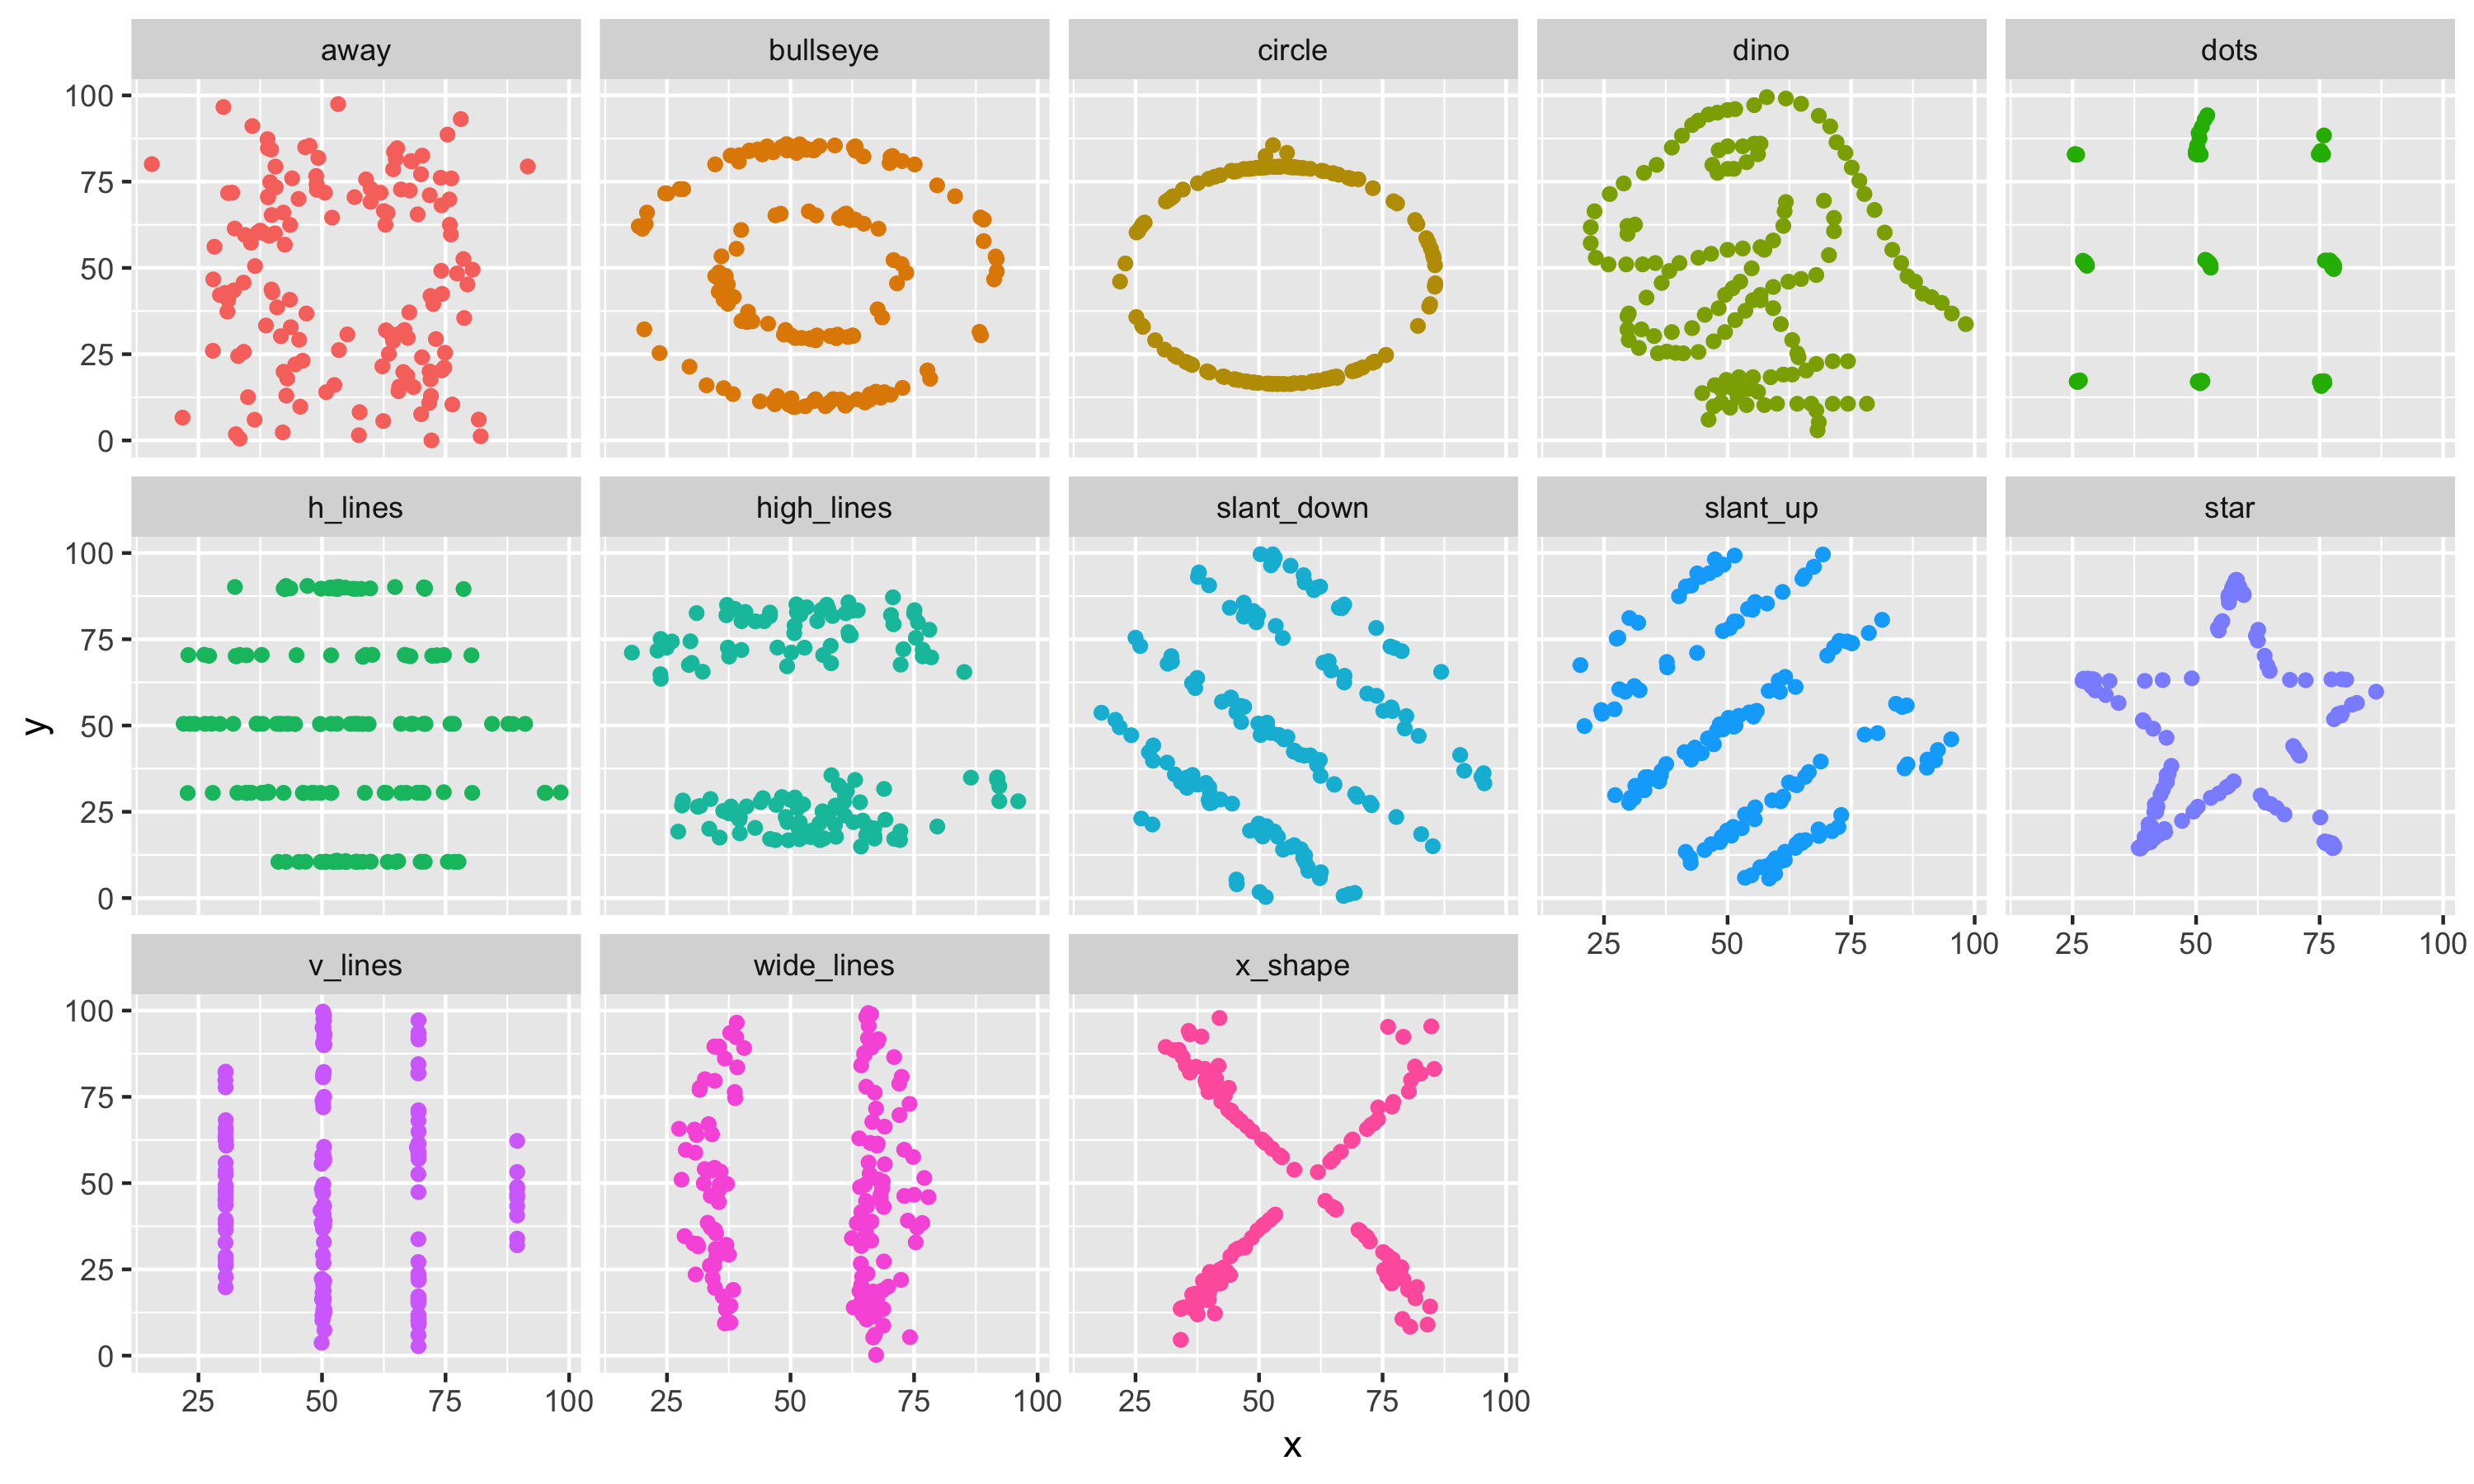 away bullseye circle dino dots
100
75
50
25
0
h_lines high_lines slant_down slant_up star
100
75
50
25
0
y
25 50 75 100 25 50 75 100
v_lines wide_lines x_shape
100
75
50
25
0
25 50 75 100 25 50 75 100 25 50 75 100
x